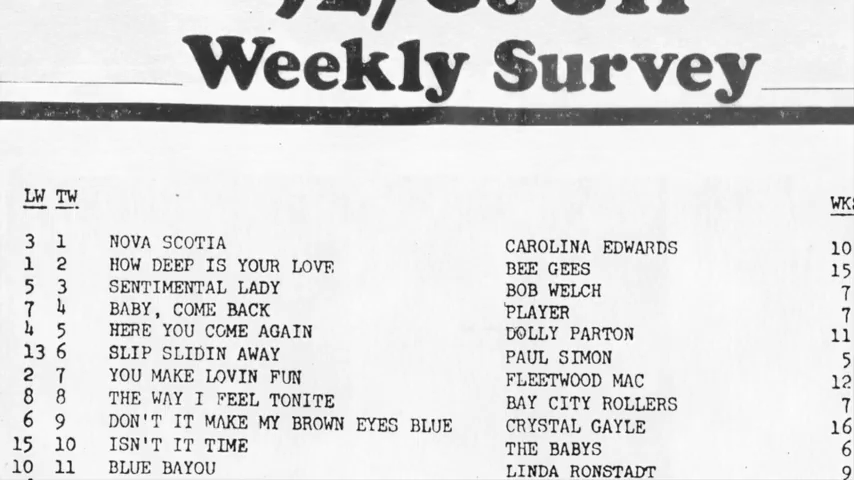 Weekly Survey
LW TW WKS
3 1 NOVA SCOTIA CAROLINA EDWARDS 10
1 2 HOW DEEP IS YOUR LOVE BEE GEES 15
5 3 SENTIMENTAL LADY BOB WELCH 7
7 4 BABY, COME BACK PLAYER 7
4 5 HERE YOU COME AGAIN DOLLY PARTON 11
13 6 SLIP SLIDIN AWAY PAUL SIMON 5
2 7 YOU MAKE LOVIN FUN FLEETWOOD MAC 12
8 8 THE WAY I FEEL TONITE BAY CITY ROLLERS 7
6 9 DON'T IT MAKE MY BROWN EYES BLUE CRYSTAL GAYLE 16
15 10 ISN'T IT TIME THE BABYS 6
10 11 BLUE BAYOU LINDA RONSTADT 9